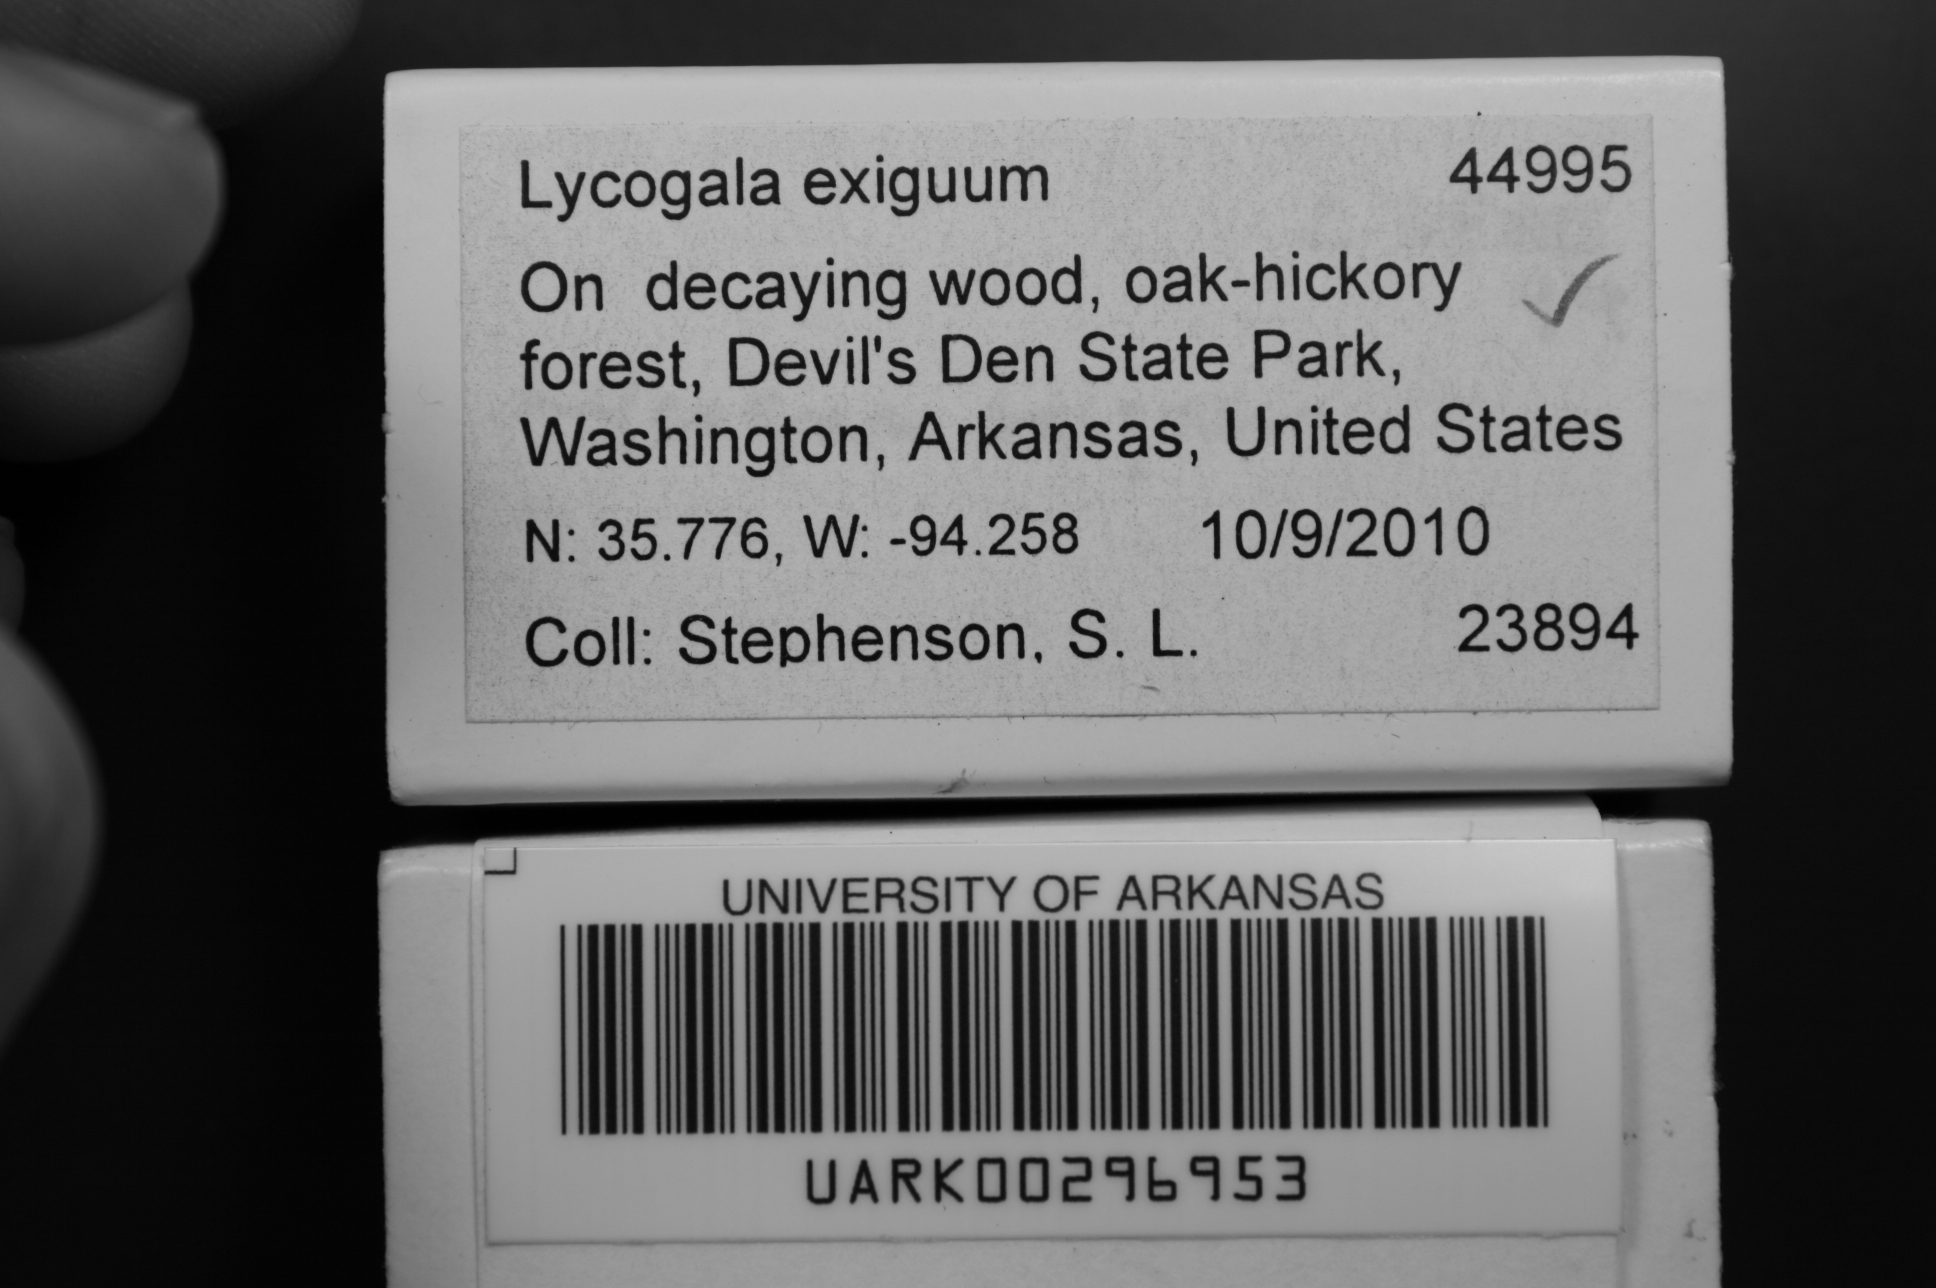 Lycogala exiguum 44995
On decaying wood, oak-hickory
forest, Devil's Den State Park,
Washington, Arkansas, United States
N: 35.776, W: -94.258 10/9/2010
Coll: Stephenson, S. L. 23894
UNIVERSITY OF ARKANSAS
UARK00296953